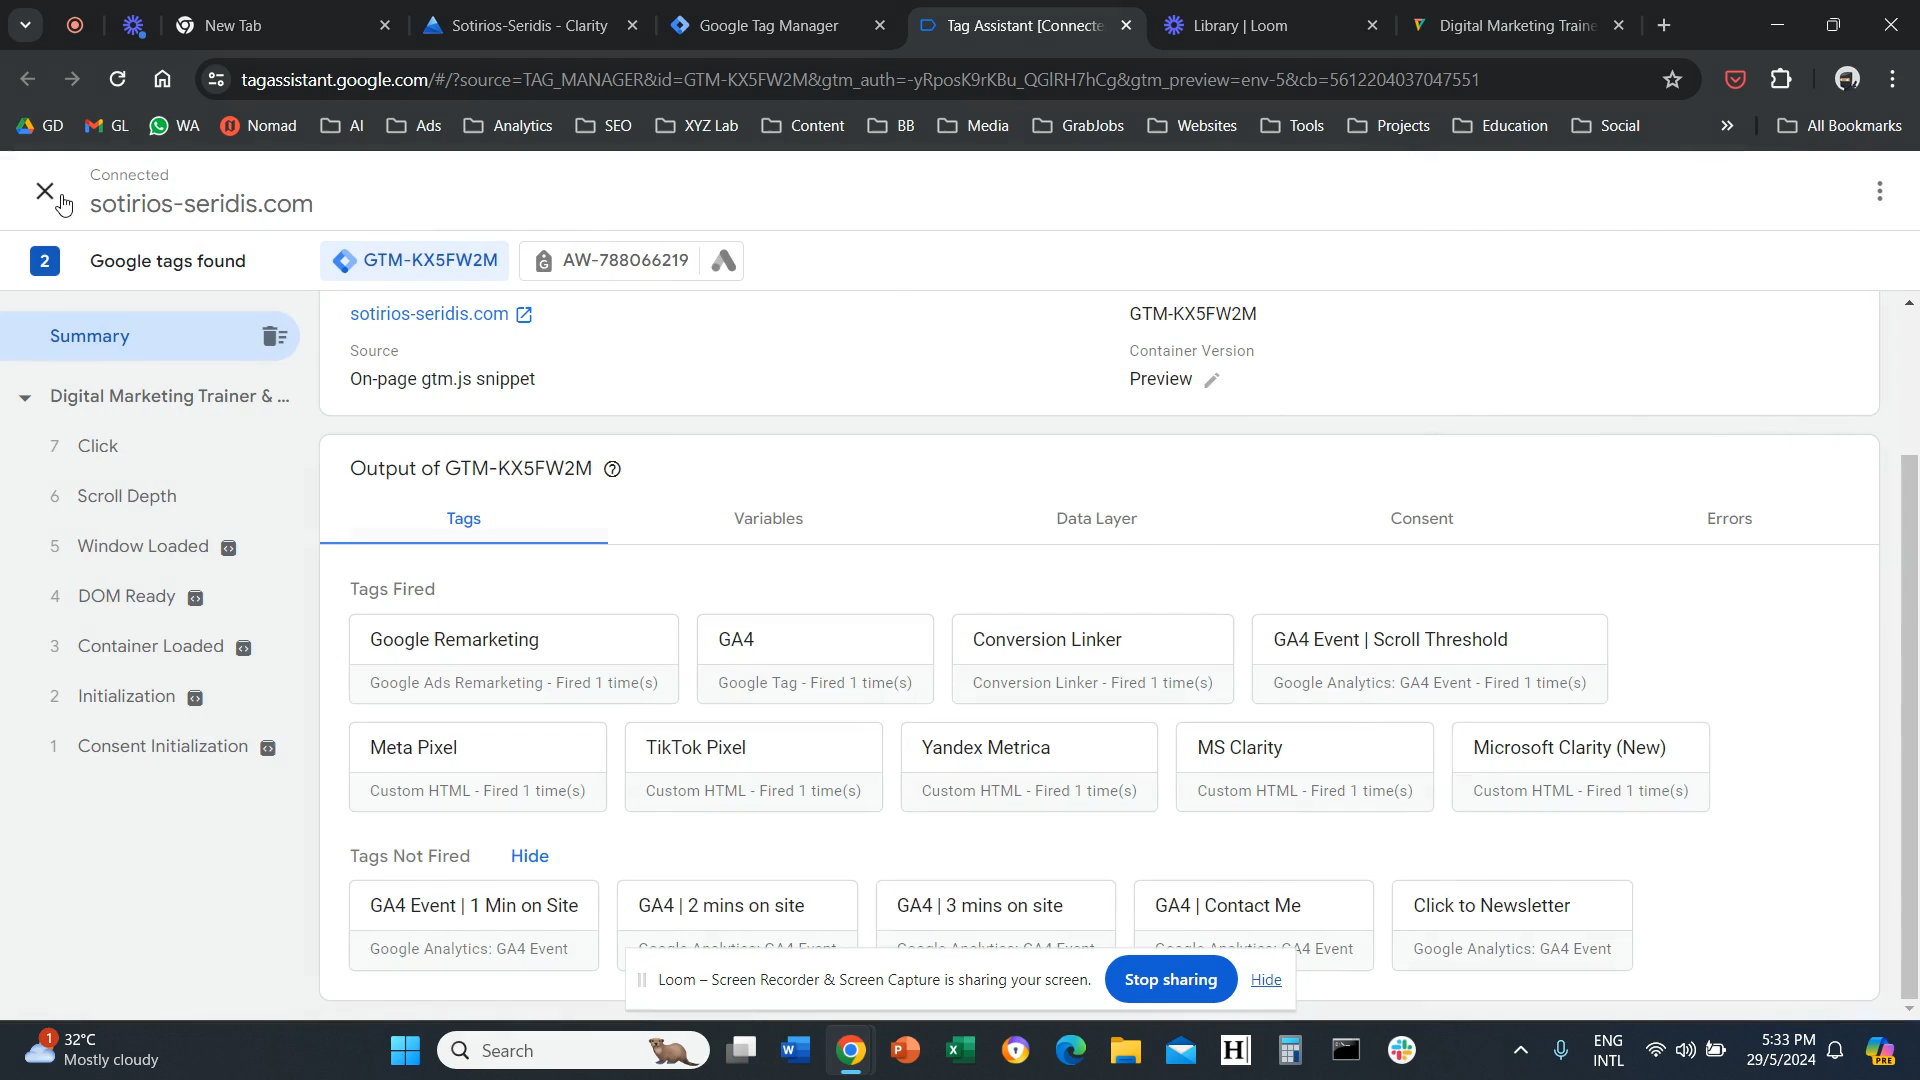 New Tab
Sotirios-Seridis - Clarity
Google Tag Manager
Tag Assistant [Connecte
Library | Loom
Digital Marketing Traine
tagassistant.google.com/#/?source=TAG_MANAGER&id=GTM-KX5FW2M&gtm_auth=-yRposK9rKBu_QGlRH7hCg&gtm_preview=env-5&cb=5612204037047551
GD GL WA Nomad AI Ads Analytics SEO XYZ Lab Content BB Media GrabJobs Websites Tools Projects Education Social » All Bookmarks
Connected
sotirios-seridis.com
2 Google tags found GTM-KX5FW2M AW-788066219
Summary
Digital Marketing Trainer & ...
7 Click
6 Scroll Depth
5 Window Loaded
4 DOM Ready
3 Container Loaded
2 Initialization
1 Consent Initialization
sotirios-seridis.com GTM-KX5FW2M
Source Container Version
On-page gtm.js snippet Preview
Output of GTM-KX5FW2M
Tags Variables Data Layer Consent Errors
Tags Fired
Google Remarketing GA4 Conversion Linker GA4 Event | Scroll Threshold
Google Ads Remarketing - Fired 1 time(s) Google Tag - Fired 1 time(s) Conversion Linker - Fired 1 time(s) Google Analytics: GA4 Event - Fired 1 time(s)
Meta Pixel TikTok Pixel Yandex Metrica MS Clarity Microsoft Clarity (New)
Custom HTML - Fired 1 time(s) Custom HTML - Fired 1 time(s) Custom HTML - Fired 1 time(s) Custom HTML - Fired 1 time(s) Custom HTML - Fired 1 time(s)
Tags Not Fired Hide
GA4 Event | 1 Min on Site GA4 | 2 mins on site GA4 | 3 mins on site GA4 | Contact Me Click to Newsletter
Google Analytics: GA4 Event Google Analytics: GA4 Event
Loom – Screen Recorder & Screen Capture is sharing your screen. Stop sharing Hide
1 32°C
Mostly cloudy
Search
ENG
INTL
5:33 PM
29/5/2024
PRE